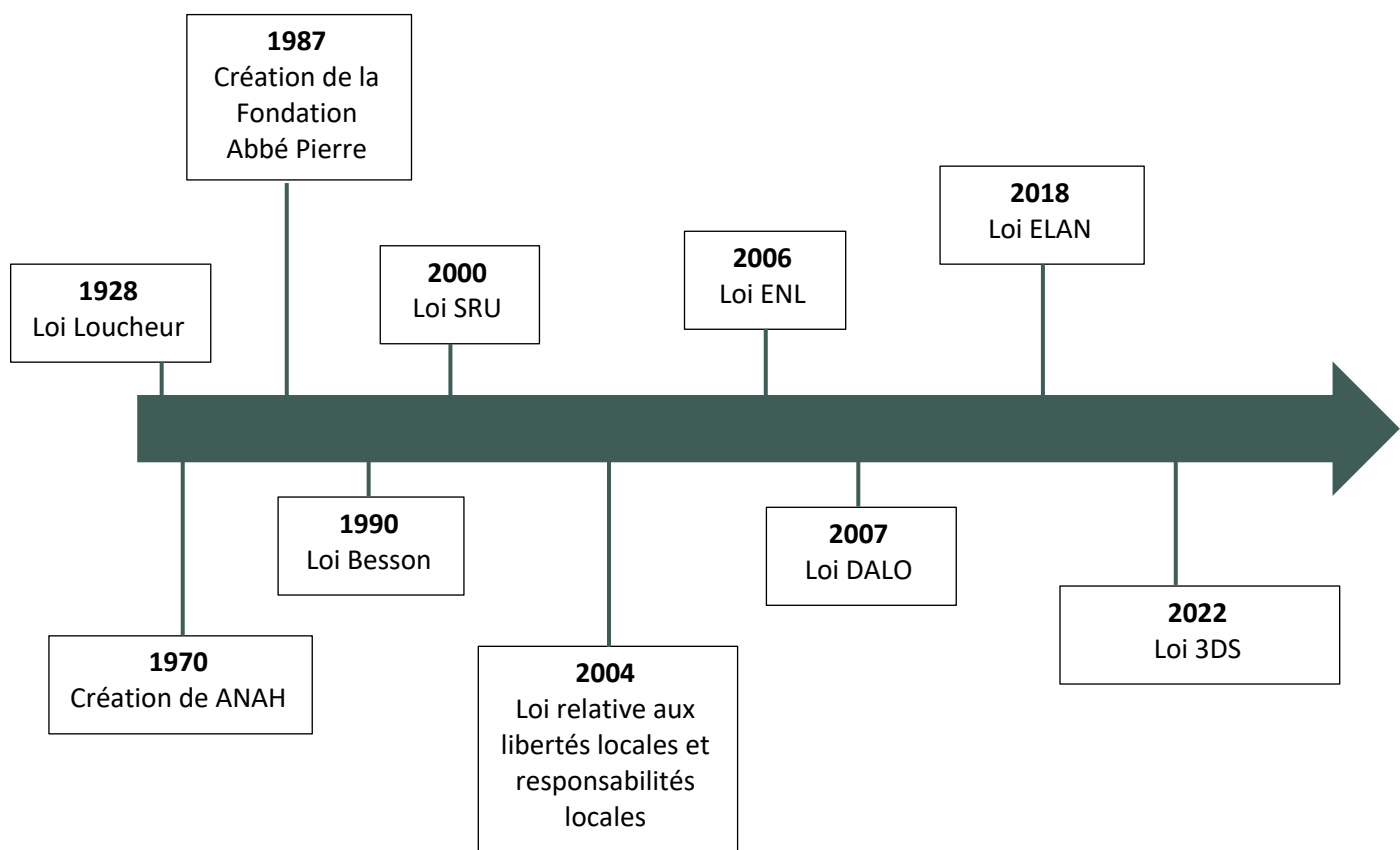 1987
Création de la
Fondation
Abbé Pierre
2018
Loi ELAN
2000
Loi SRU
2006
Loi ENL
1928
Loi Loucheur
1990
Loi Besson
2007
Loi DALO
2022
Loi 3DS
1970
Création de ANAH
2004
Loi relative aux
libertés locales et
responsabilités
locales